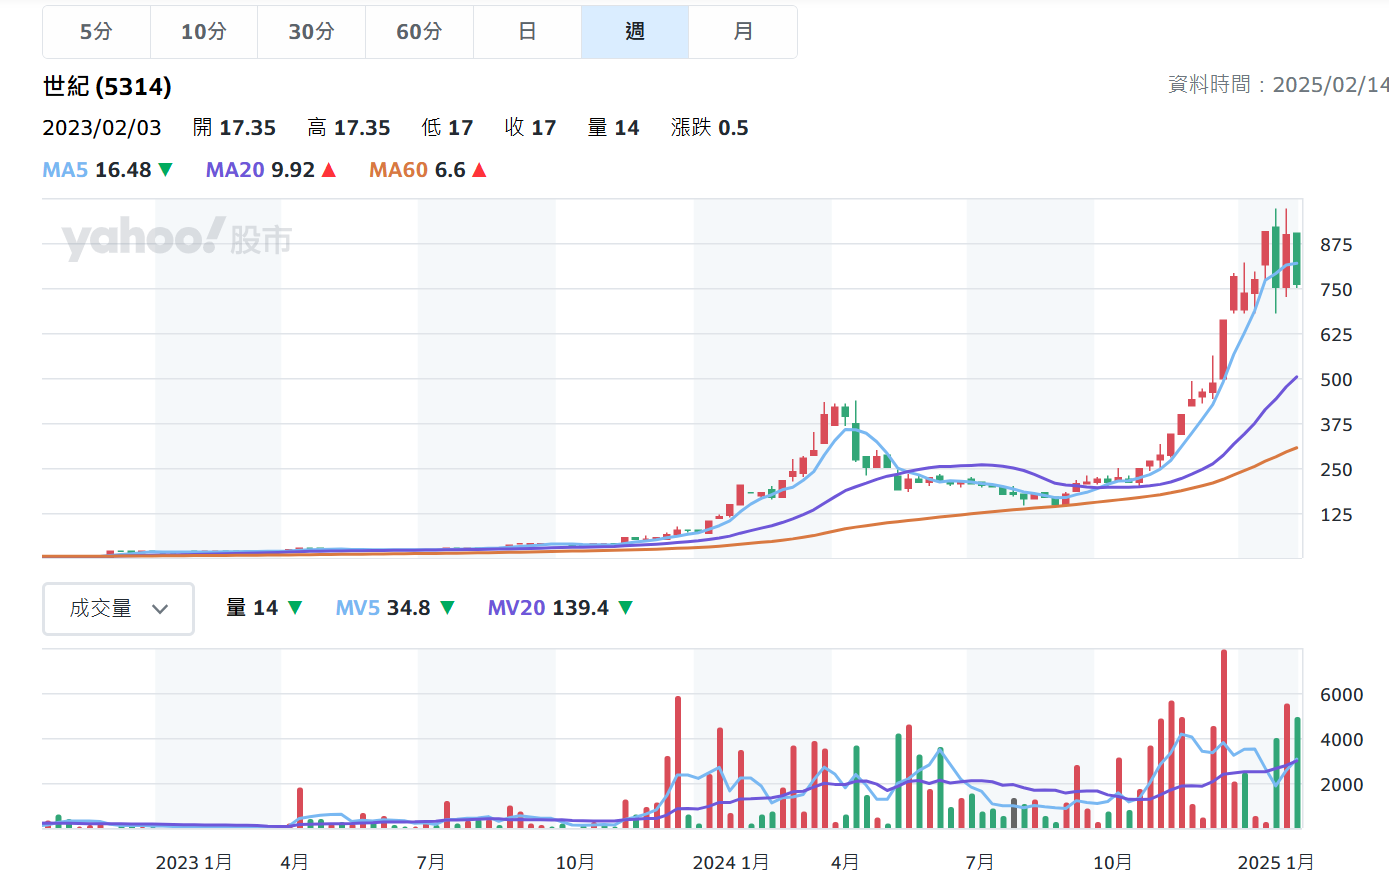 5分 10分 30分 60分 日 週 月
世紀 (5314) 資料時間：2025/02/14
2023/02/03 開 17.35 高 17.35 低 17 收 17 量 14 漲跌 0.5
MA5 16.48 ▼ MA20 9.92 ▲ MA60 6.6 ▲
yahoo! 股市
875
750
625
500
375
250
125
成交量 量 14 ▼ MV5 34.8 ▼ MV20 139.4 ▼
6000
4000
2000
2023 1月 4月 7月 10月 2024 1月 4月 7月 10月 2025 1月